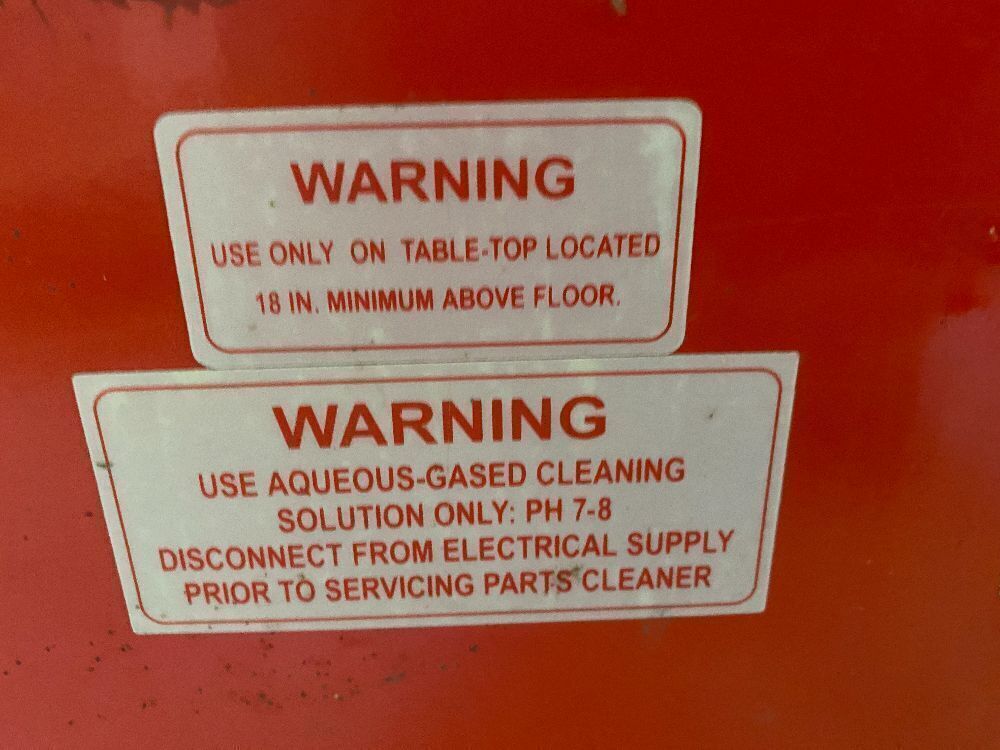 WARNING
USE ONLY ON TABLE-TOP LOCATED
18 IN. MINIMUM ABOVE FLOOR.
WARNING
USE AQUEOUS-GASED CLEANING
SOLUTION ONLY: PH 7-8
DISCONNECT FROM ELECTRICAL SUPPLY
PRIOR TO SERVICING PARTS CLEANER